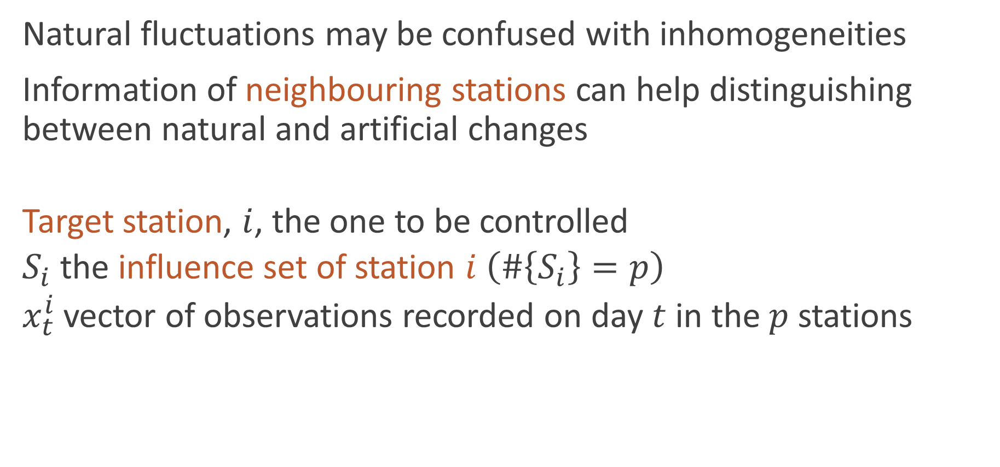 Natural fluctuations may be confused with inhomogeneities
Information of neighbouring stations can help distinguishing
between natural and artificial changes
Target station, i, the one to be controlled
S_i the influence set of station i (#{S_i} = p)
x_t^i vector of observations recorded on day t in the p stations